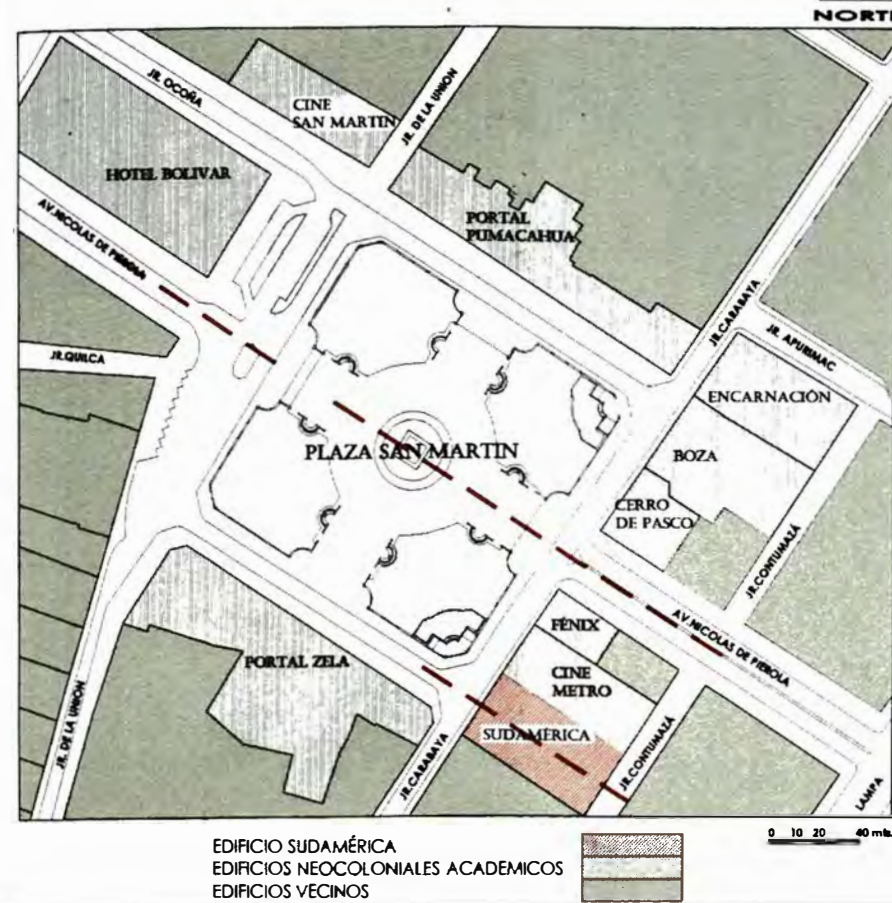 NORTE
JR. OCOÑA
CINE
SAN MARTIN
JR. DE LA UNION
HOTEL BOLIVAR
AV. NICOLAS DE PIEROLA
PORTAL
PUMACAHUA
JR. CARABAYA
JR. APURIMAC
JR. QUILCA
ENCARNACIÓN
PLAZA SAN MARTIN
BOZA
CERRO
DE PASCO
JR. CONTUMAZÁ
FÉNIX
AV. NICOLAS DE PIEROLA
PORTAL ZELA
CINE
METRO
JR. DE LA UNION
SUDAMÉRICA
JR. CARABAYA
JR. CONTUMAZÁ
LAMPA
0 10 20 40 mts.
EDIFICIO SUDAMÉRICA
EDIFICIOS NEOCOLONIALES ACADEMICOS
EDIFICIOS VECINOS